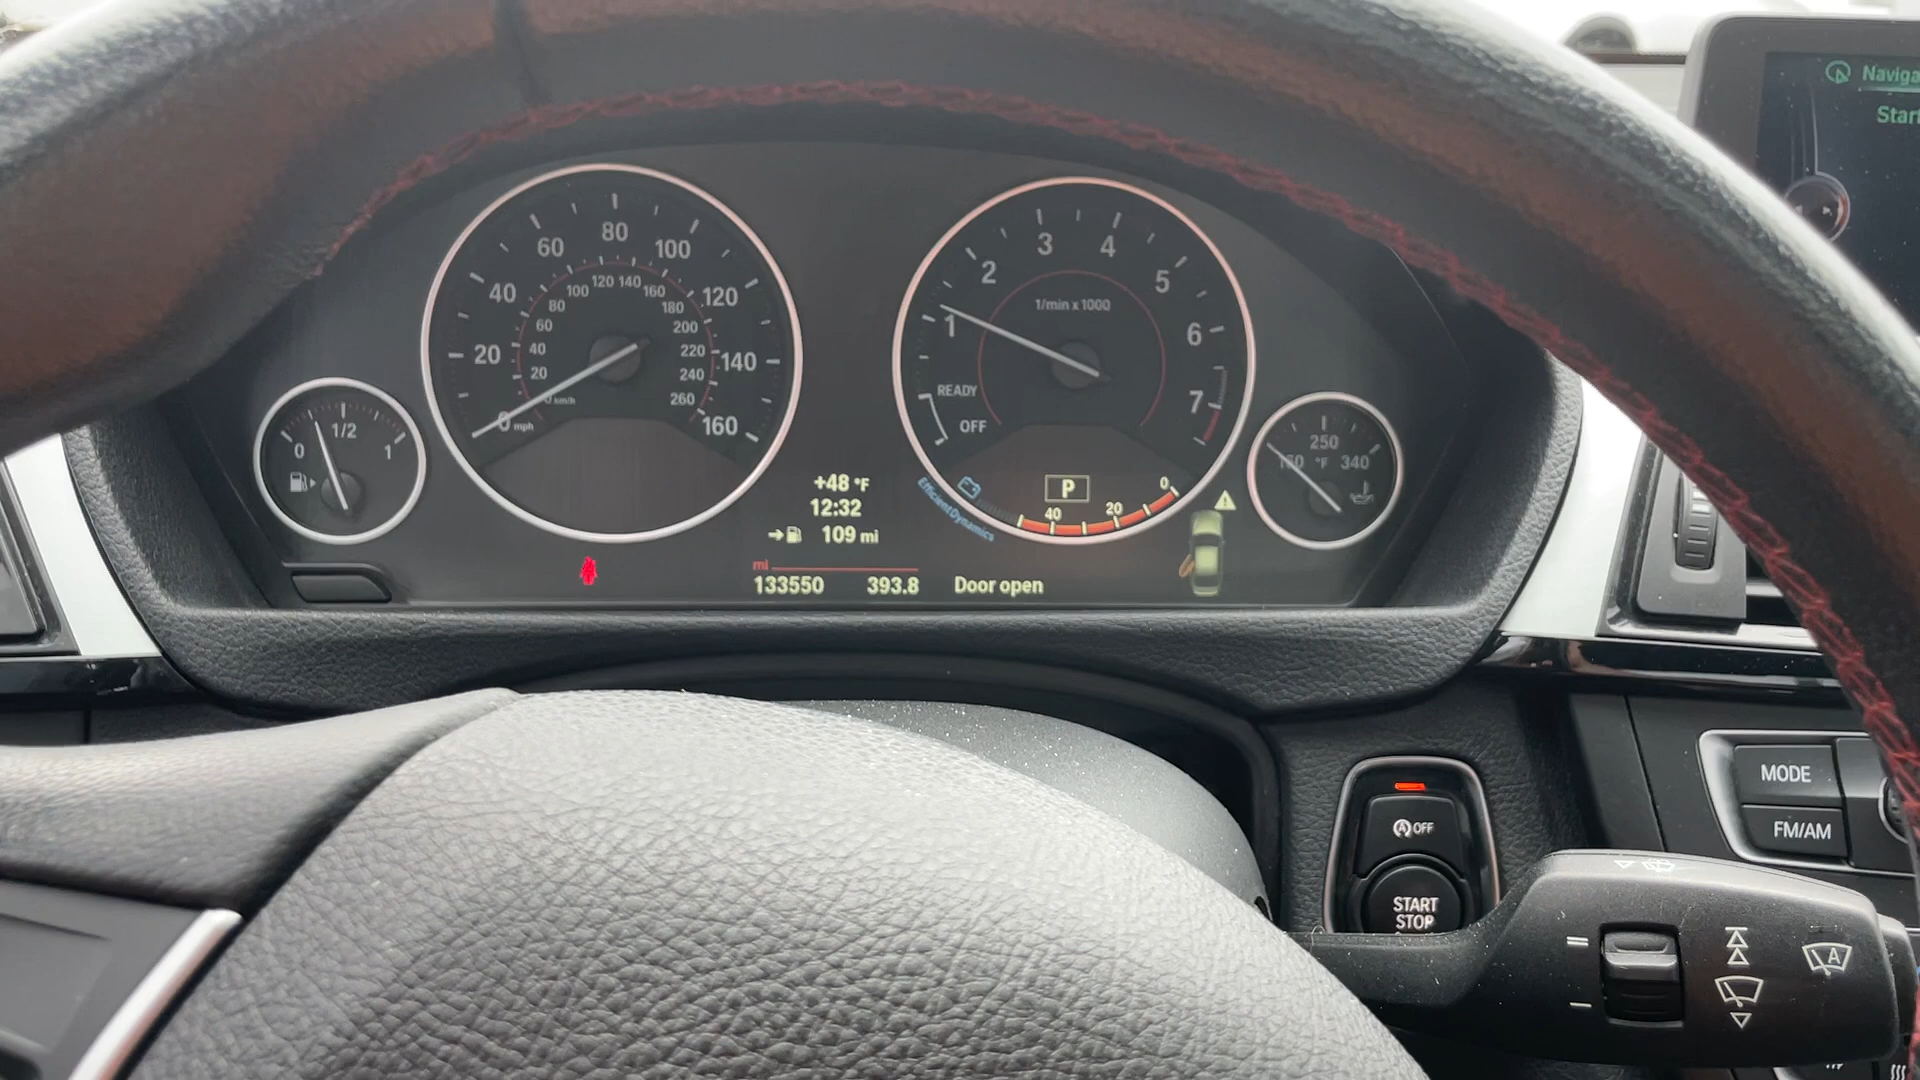 Naviga
Start
20 40 60 80 100 120 140 160
0 mph
20 40 60 80 100 120 140 160 180 200 220 240 260
0 km/h
0 1/2 1
1 2 3 4 5 6 7
1/min x 1000
READY
OFF
P
40 20 0
EfficientDynamics
250
150 °F 340
+48 °F
12:32
109 mi
mi
133550 393.8 Door open
A OFF
START
STOP
MODE
FM/AM
A